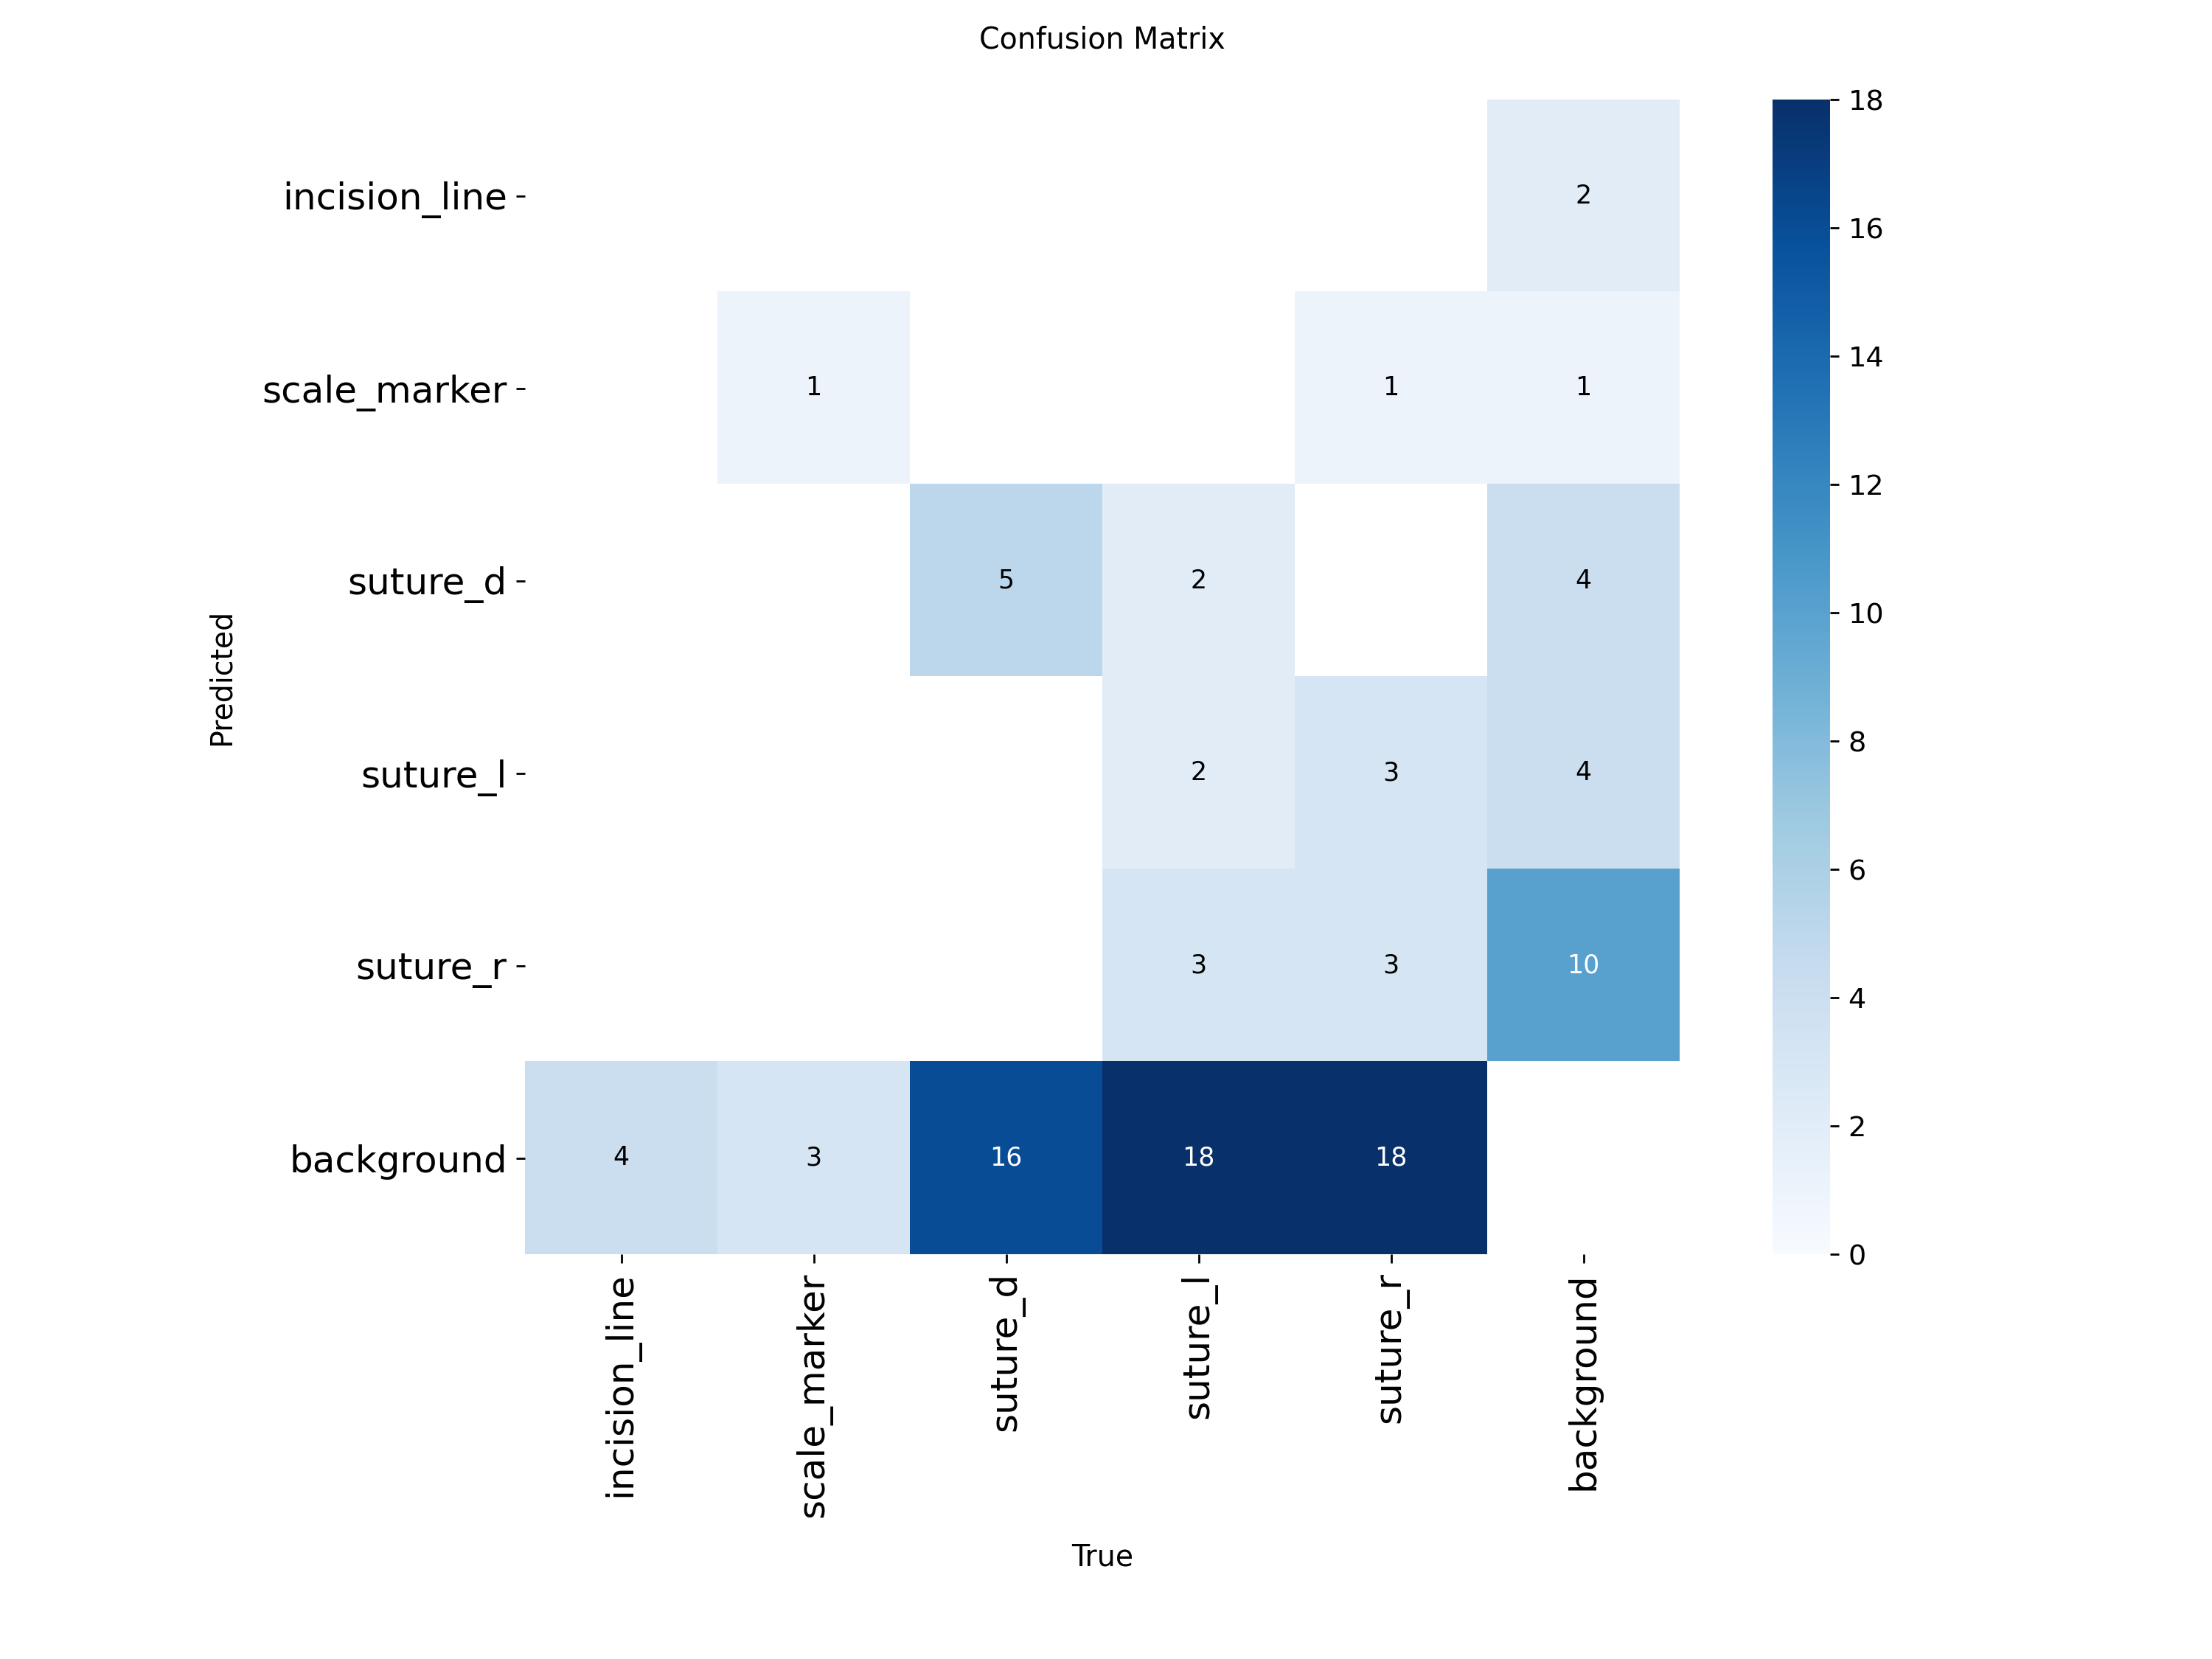 Confusion Matrix
incision_line 2
scale_marker 1 1 1
suture_d 5 2 4
suture_l 2 3 4
suture_r 3 3 10
background 4 3 16 18 18
Predicted
incision_line
scale_marker
suture_d
suture_l
suture_r
background
True
18
16
14
12
10
8
6
4
2
0